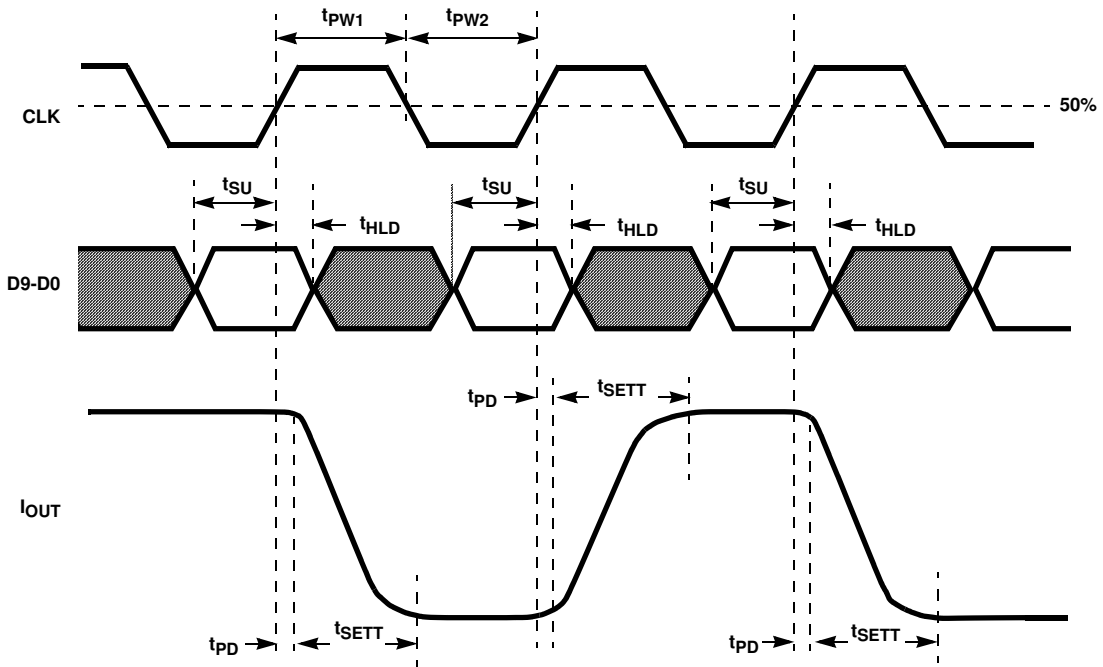 tPW1 tPW2
CLK
50%
tSU tSU tSU
tHLD tHLD tHLD
D9-D0
tPD tSETT
IOUT
tPD tSETT tPD tSETT